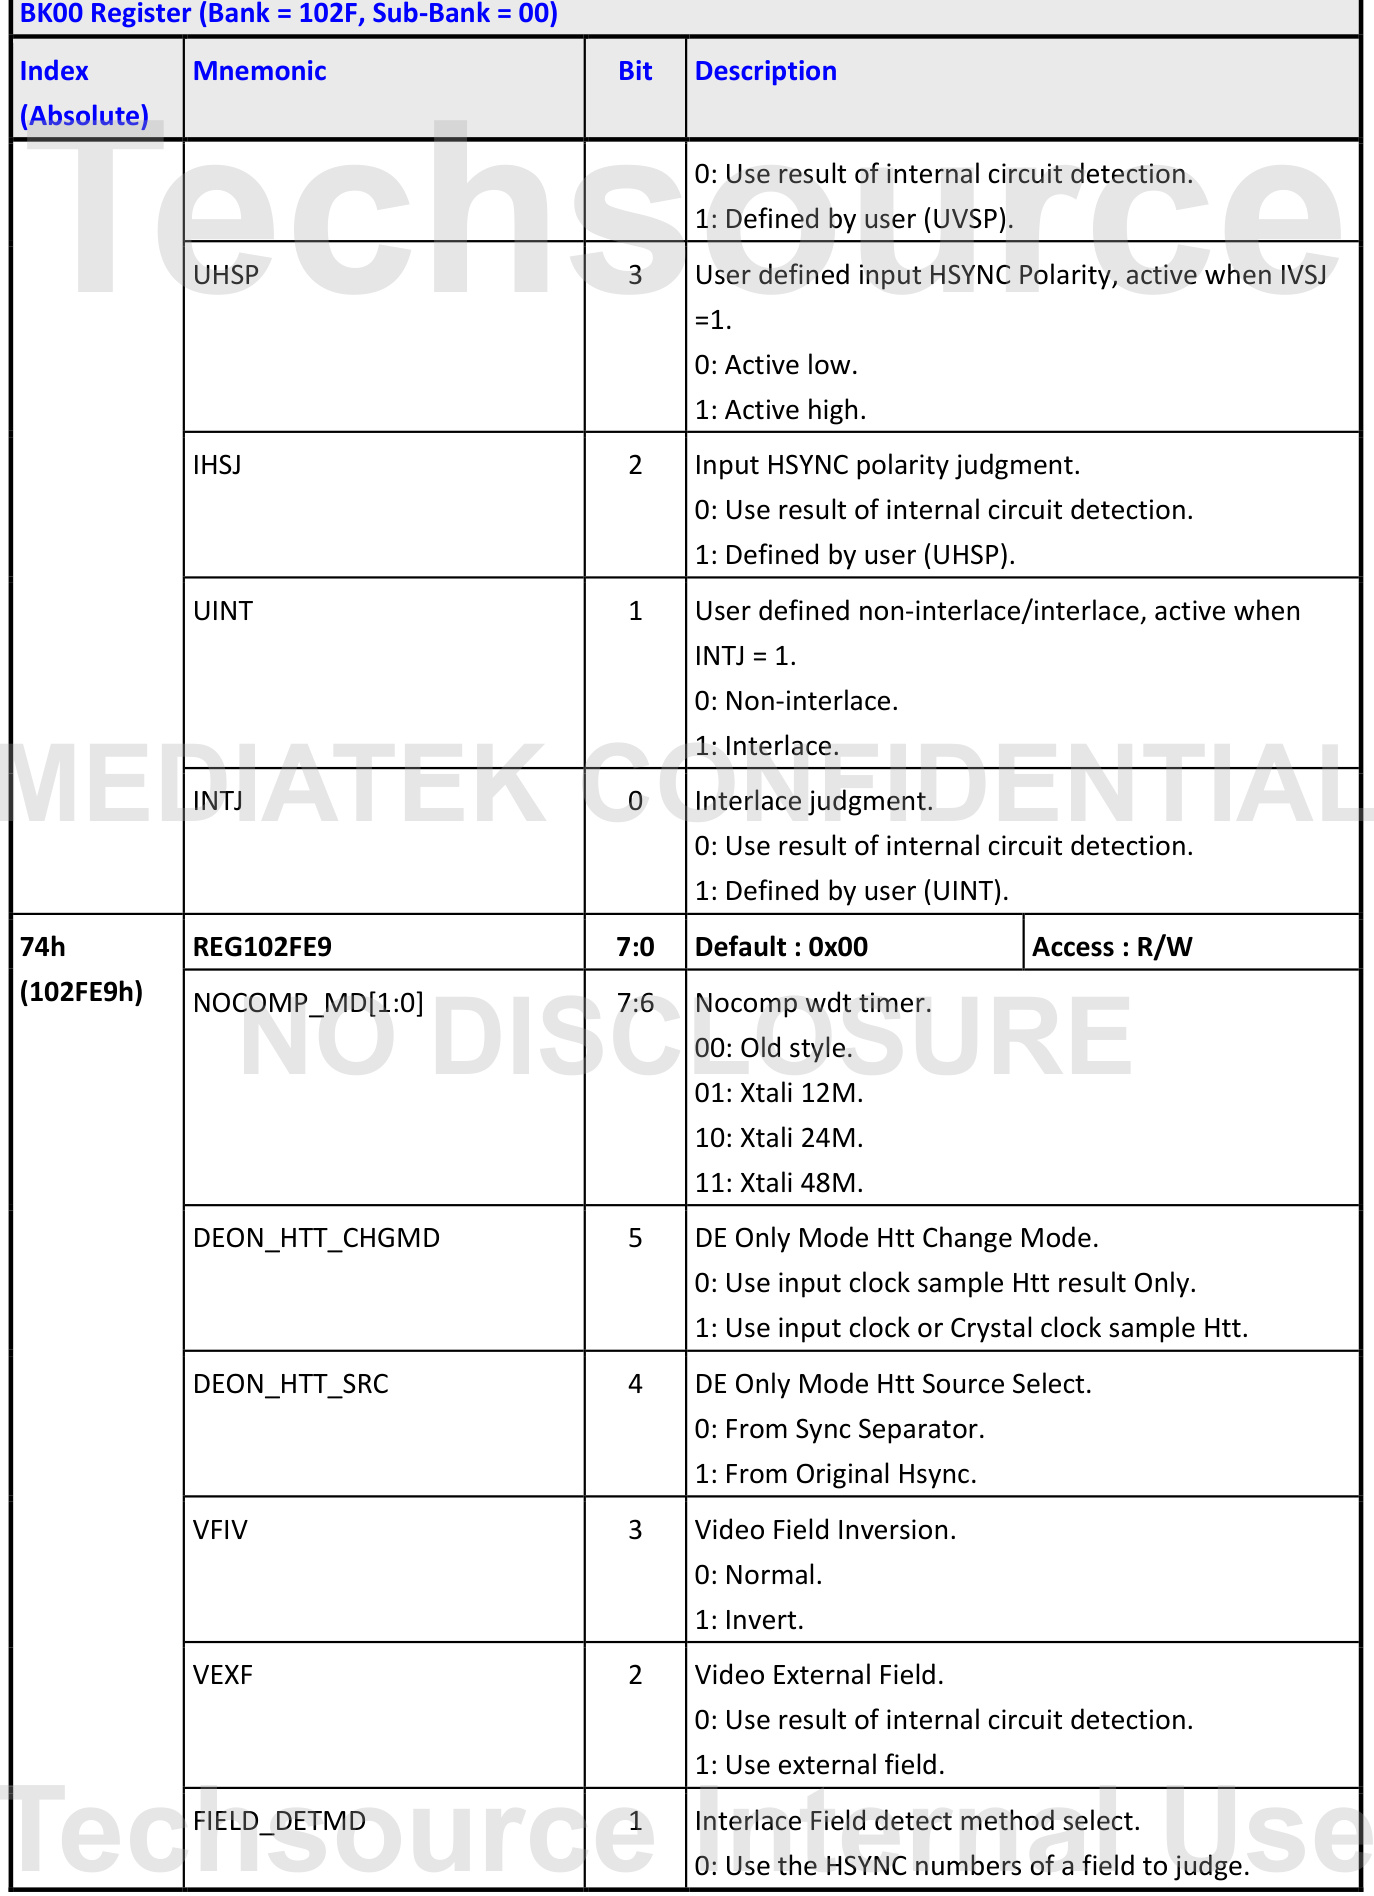 BK00 Register (Bank = 102F, Sub-Bank = 00)
Index (Absolute) Mnemonic Bit Description
0: Use result of internal circuit detection.
1: Defined by user (UVSP).
UHSP 3 User defined input HSYNC Polarity, active when IVSJ
=1.
0: Active low.
1: Active high.
IHSJ 2 Input HSYNC polarity judgment.
0: Use result of internal circuit detection.
1: Defined by user (UHSP).
UINT 1 User defined non-interlace/interlace, active when
INTJ = 1.
0: Non-interlace.
1: Interlace.
INTJ 0 Interlace judgment.
0: Use result of internal circuit detection.
1: Defined by user (UINT).
74h REG102FE9 7:0 Default : 0x00 Access : R/W
(102FE9h)
NOCOMP_MD[1:0] 7:6 Nocomp wdt timer.
00: Old style.
01: Xtali 12M.
10: Xtali 24M.
11: Xtali 48M.
DEON_HTT_CHGMD 5 DE Only Mode Htt Change Mode.
0: Use input clock sample Htt result Only.
1: Use input clock or Crystal clock sample Htt.
DEON_HTT_SRC 4 DE Only Mode Htt Source Select.
0: From Sync Separator.
1: From Original Hsync.
VFIV 3 Video Field Inversion.
0: Normal.
1: Invert.
VEXF 2 Video External Field.
0: Use result of internal circuit detection.
1: Use external field.
FIELD_DETMD 1 Interlace Field detect method select.
0: Use the HSYNC numbers of a field to judge.
Techsource
MEDIATEK CONFIDENTIAL
NO DISCLOSURE
Techsource Internal Use